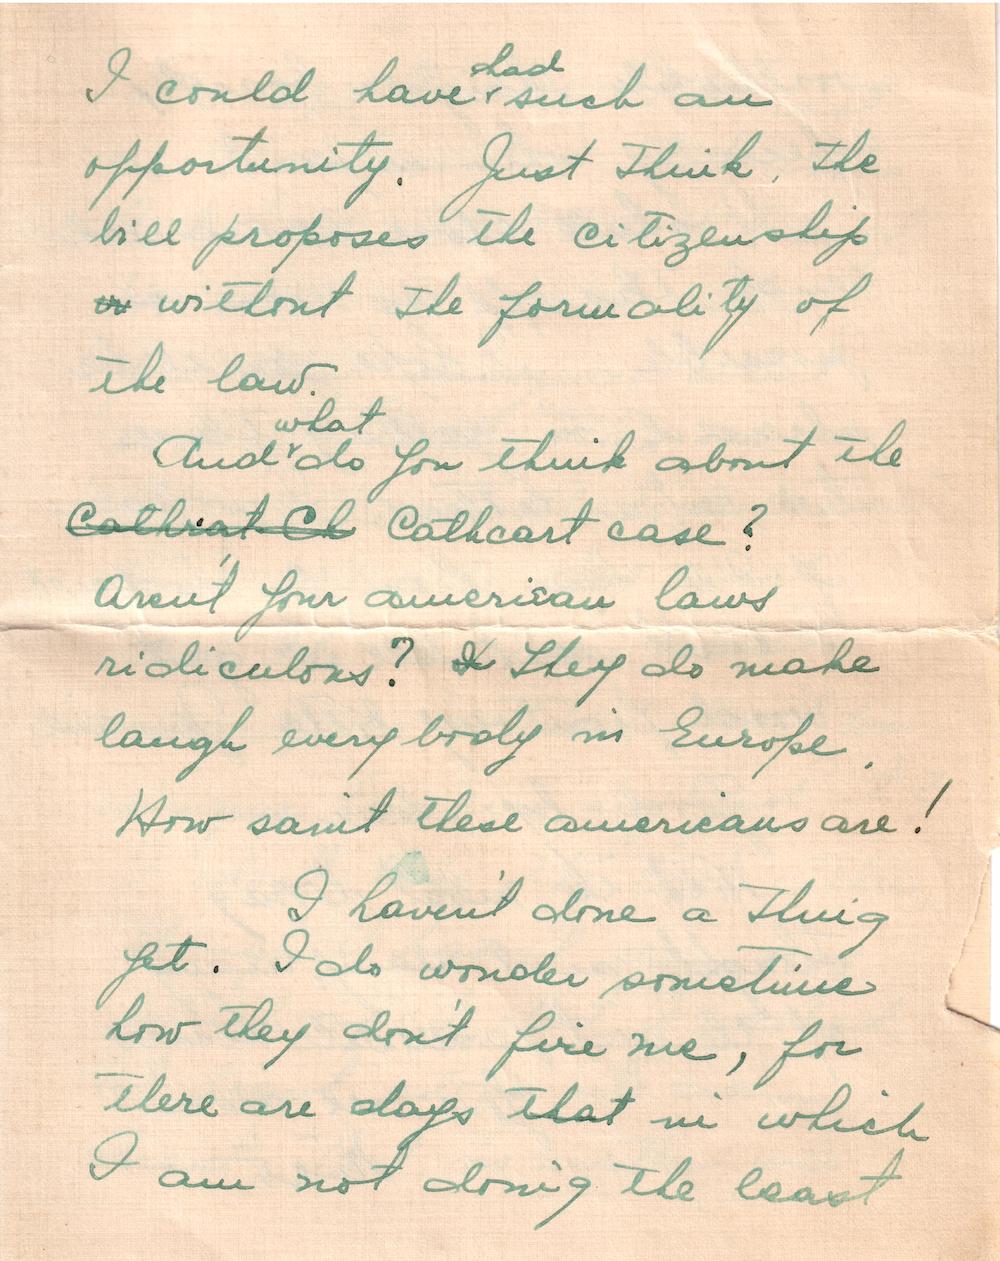 I could have had such an
opportunity. Just think, the
bill proposes the citizenship
without the formality of
the law.
And what do you think about the
Cathrat Ch Cathcart case?
Aren't your american laws
ridiculous? They do make
laugh everybody in Europe.
How saint these americans are!
I haven't done a thing
yet. I do wonder sometime
how they don't fire me, for
there are days that in which
I am not doing the least